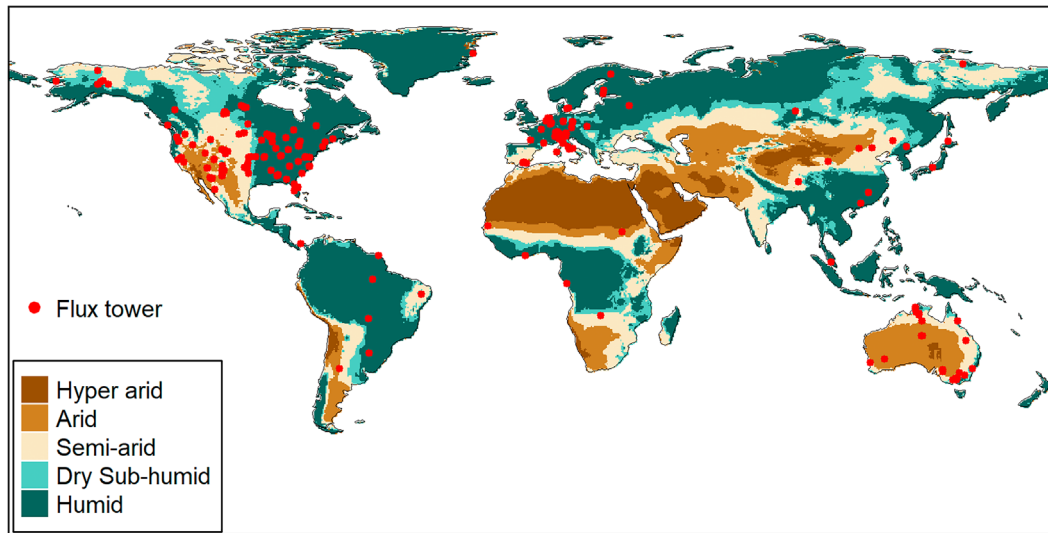 Flux tower
Hyper arid
Arid
Semi-arid
Dry Sub-humid
Humid